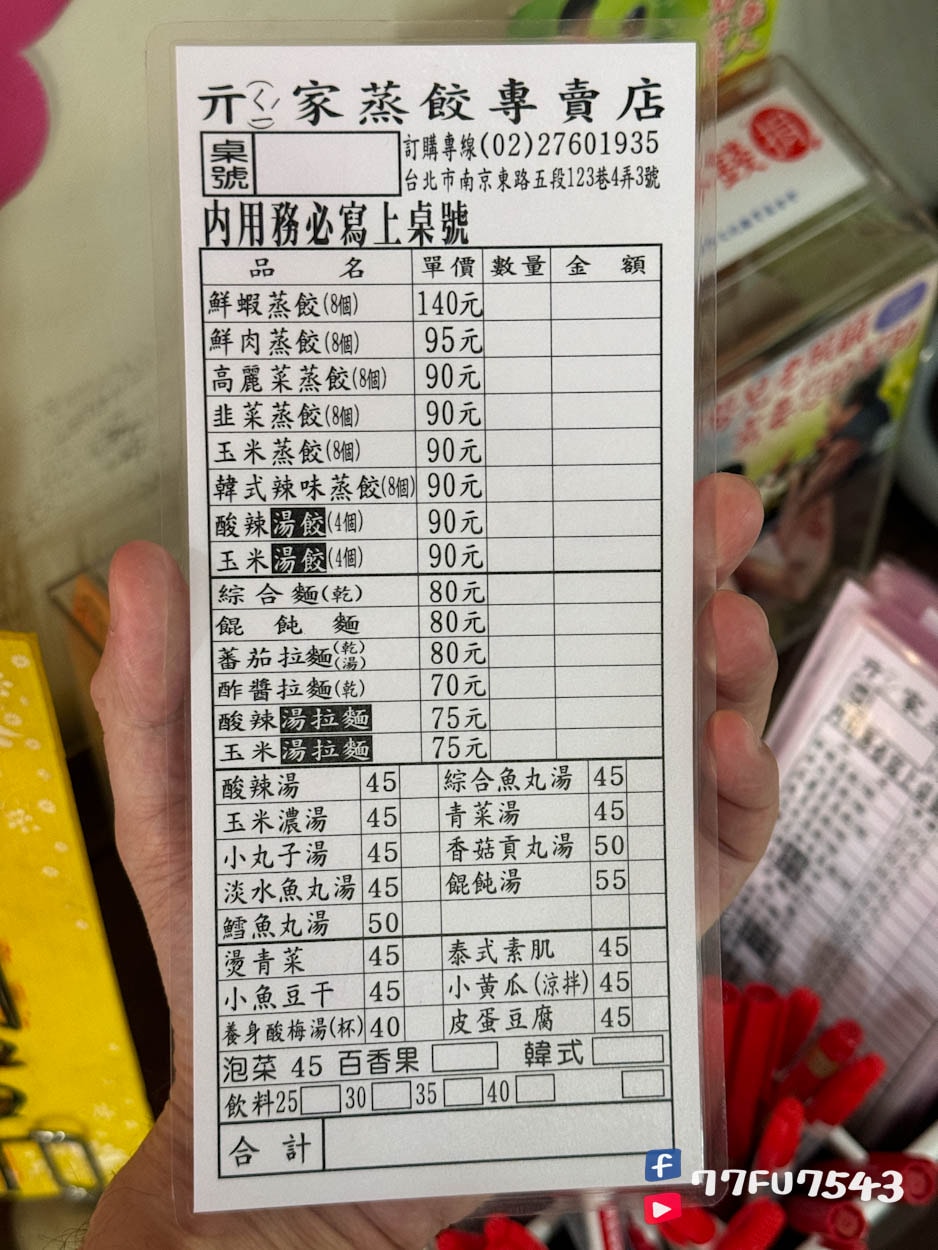 亓(ㄑㄧˊ)家蒸餃專賣店
桌號
訂購專線(02)27601935
台北市南京東路五段123巷4弄3號
內用務必寫上桌號
品名 單價 數量 金額
鮮蝦蒸餃(8個) 140元
鮮肉蒸餃(8個) 95元
高麗菜蒸餃(8個) 90元
韭菜蒸餃(8個) 90元
玉米蒸餃(8個) 90元
韓式辣味蒸餃(8個) 90元
酸辣湯餃(4個) 90元
玉米湯餃(4個) 90元
綜合麵(乾) 80元
餛飩麵 80元
蕃茄拉麵(乾)(湯) 80元
酢醬拉麵(乾) 70元
酸辣湯拉麵 75元
玉米湯拉麵 75元
酸辣湯 45 綜合魚丸湯 45
玉米濃湯 45 青菜湯 45
小丸子湯 45 香菇貢丸湯 50
淡水魚丸湯 45 餛飩湯 55
鱈魚丸湯 50
燙青菜 45 泰式素肌 45
小魚豆干 45 小黃瓜(涼拌) 45
養身酸梅湯(杯) 40 皮蛋豆腐 45
泡菜 45 百香果 韓式
飲料25 30 35 40
合計
77FU7543